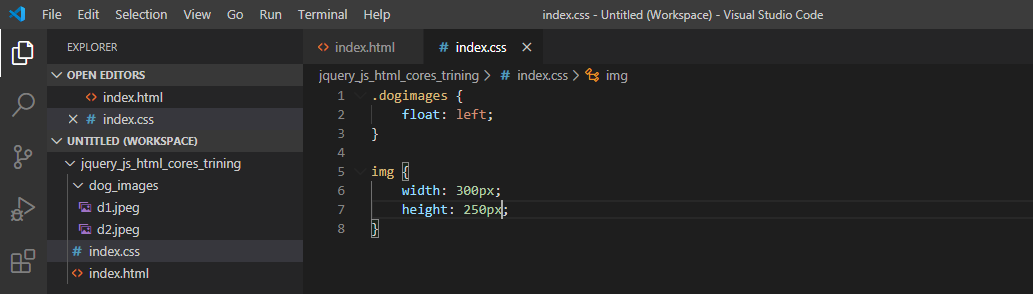 File Edit Selection View Go Run Terminal Help index.css - Untitled (Workspace) - Visual Studio Code
EXPLORER
OPEN EDITORS
index.html
index.css
UNTITLED (WORKSPACE)
jquery_js_html_cores_trining
dog_images
d1.jpeg
d2.jpeg
index.css
index.html
index.html index.css
jquery_js_html_cores_trining > index.css > img
1 .dogimages {
2 float: left;
3 }
4
5 img {
6 width: 300px;
7 height: 250px;
8 }